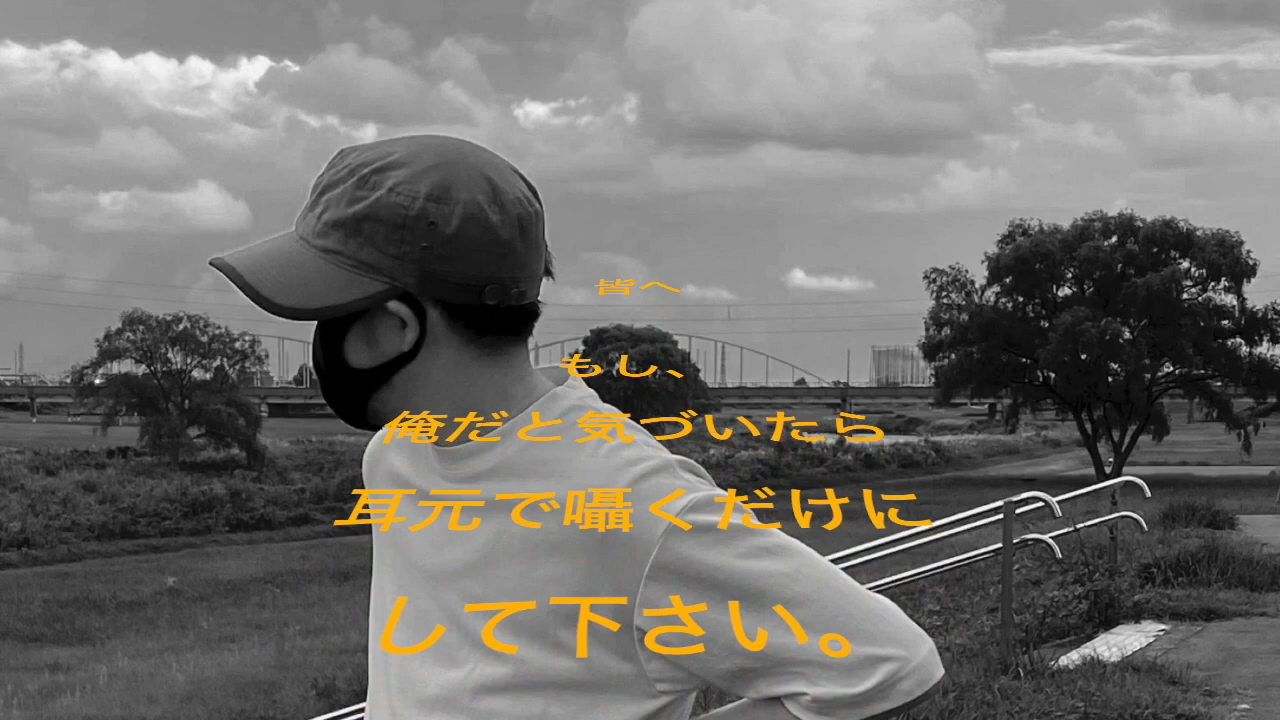 皆へ
もし、
俺だと気づいたら
耳元で囁くだけに
して下さい。